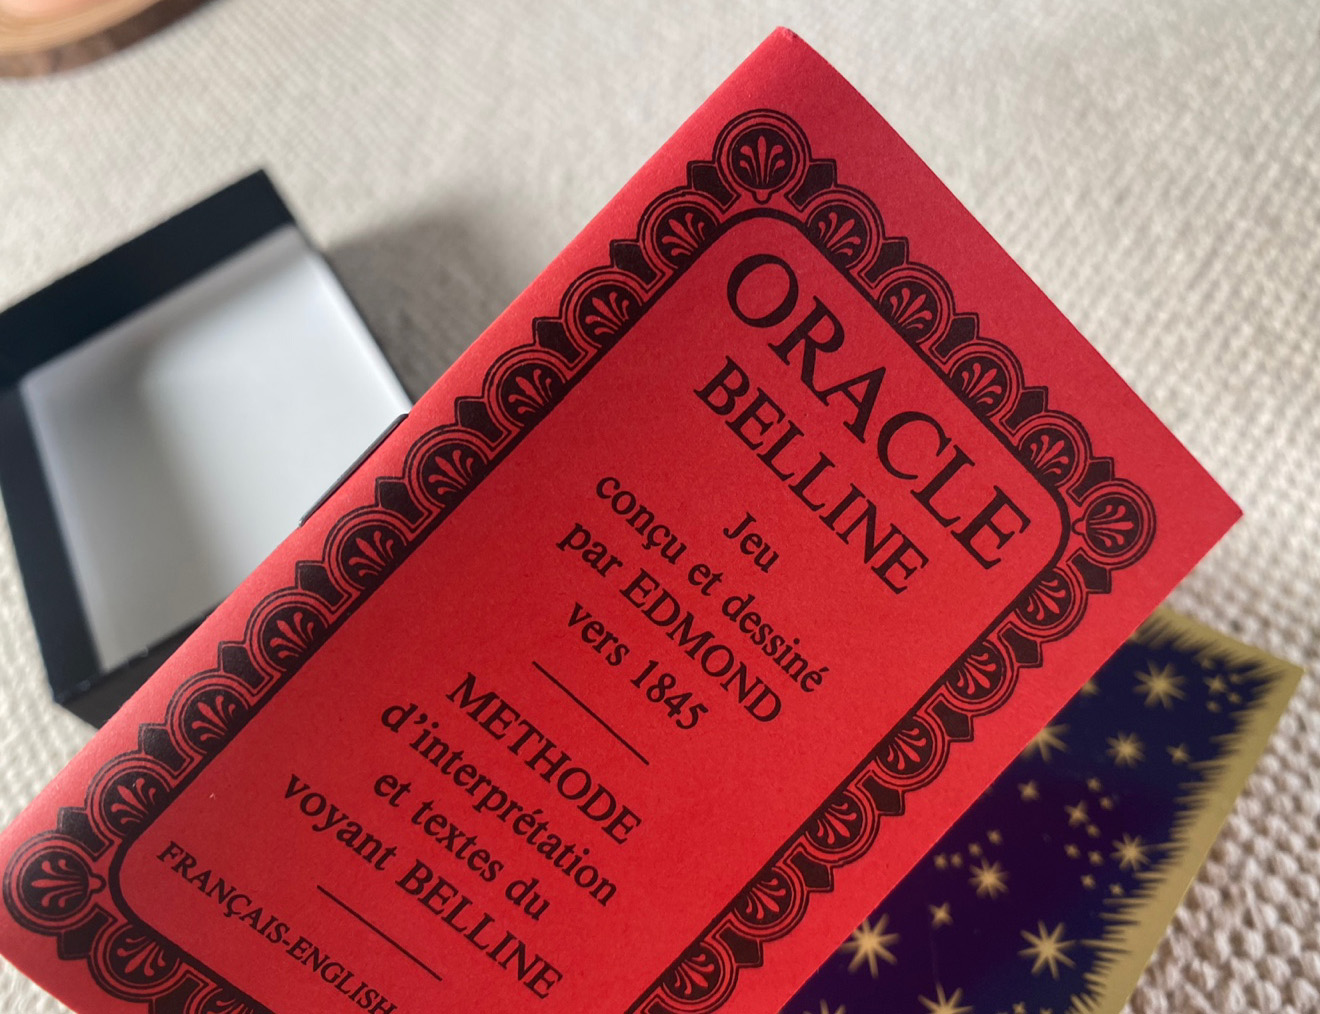 ORACLE
BELLINE
Jeu
conçu et dessiné
par EDMOND
vers 1845
METHODE
d'interprétation
et textes du
voyant BELLINE
FRANÇAIS-ENGLISH